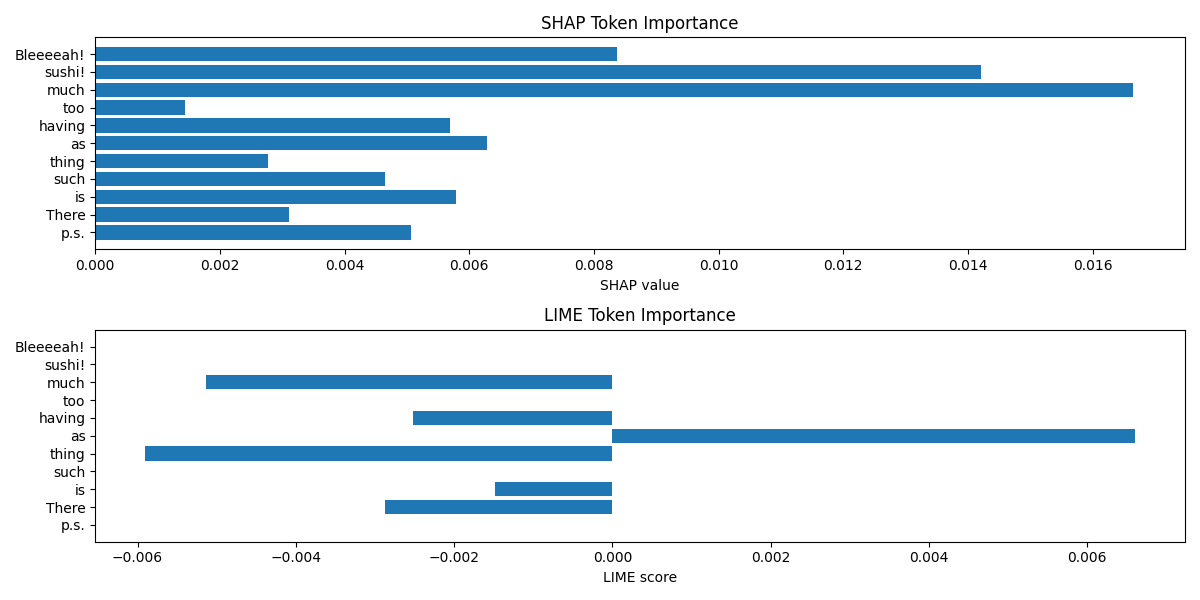 SHAP Token Importance
Bleeeeah!
sushi!
much
too
having
as
thing
such
is
There
p.s.
0.000 0.002 0.004 0.006 0.008 0.010 0.012 0.014 0.016
SHAP value
LIME Token Importance
Bleeeeah!
sushi!
much
too
having
as
thing
such
is
There
p.s.
−0.006 −0.004 −0.002 0.000 0.002 0.004 0.006
LIME score